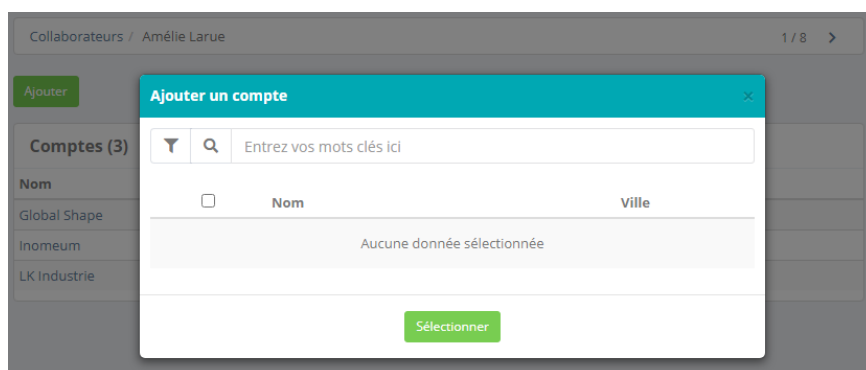 Collaborateurs / Amélie Larue 1 / 8 >
Ajouter
Ajouter un compte ×
Comptes (3)
Entrez vos mots clés ici
Nom
Nom Ville
Global Shape
Aucune donnée sélectionnée
Inomeum
LK Industrie
Sélectionner